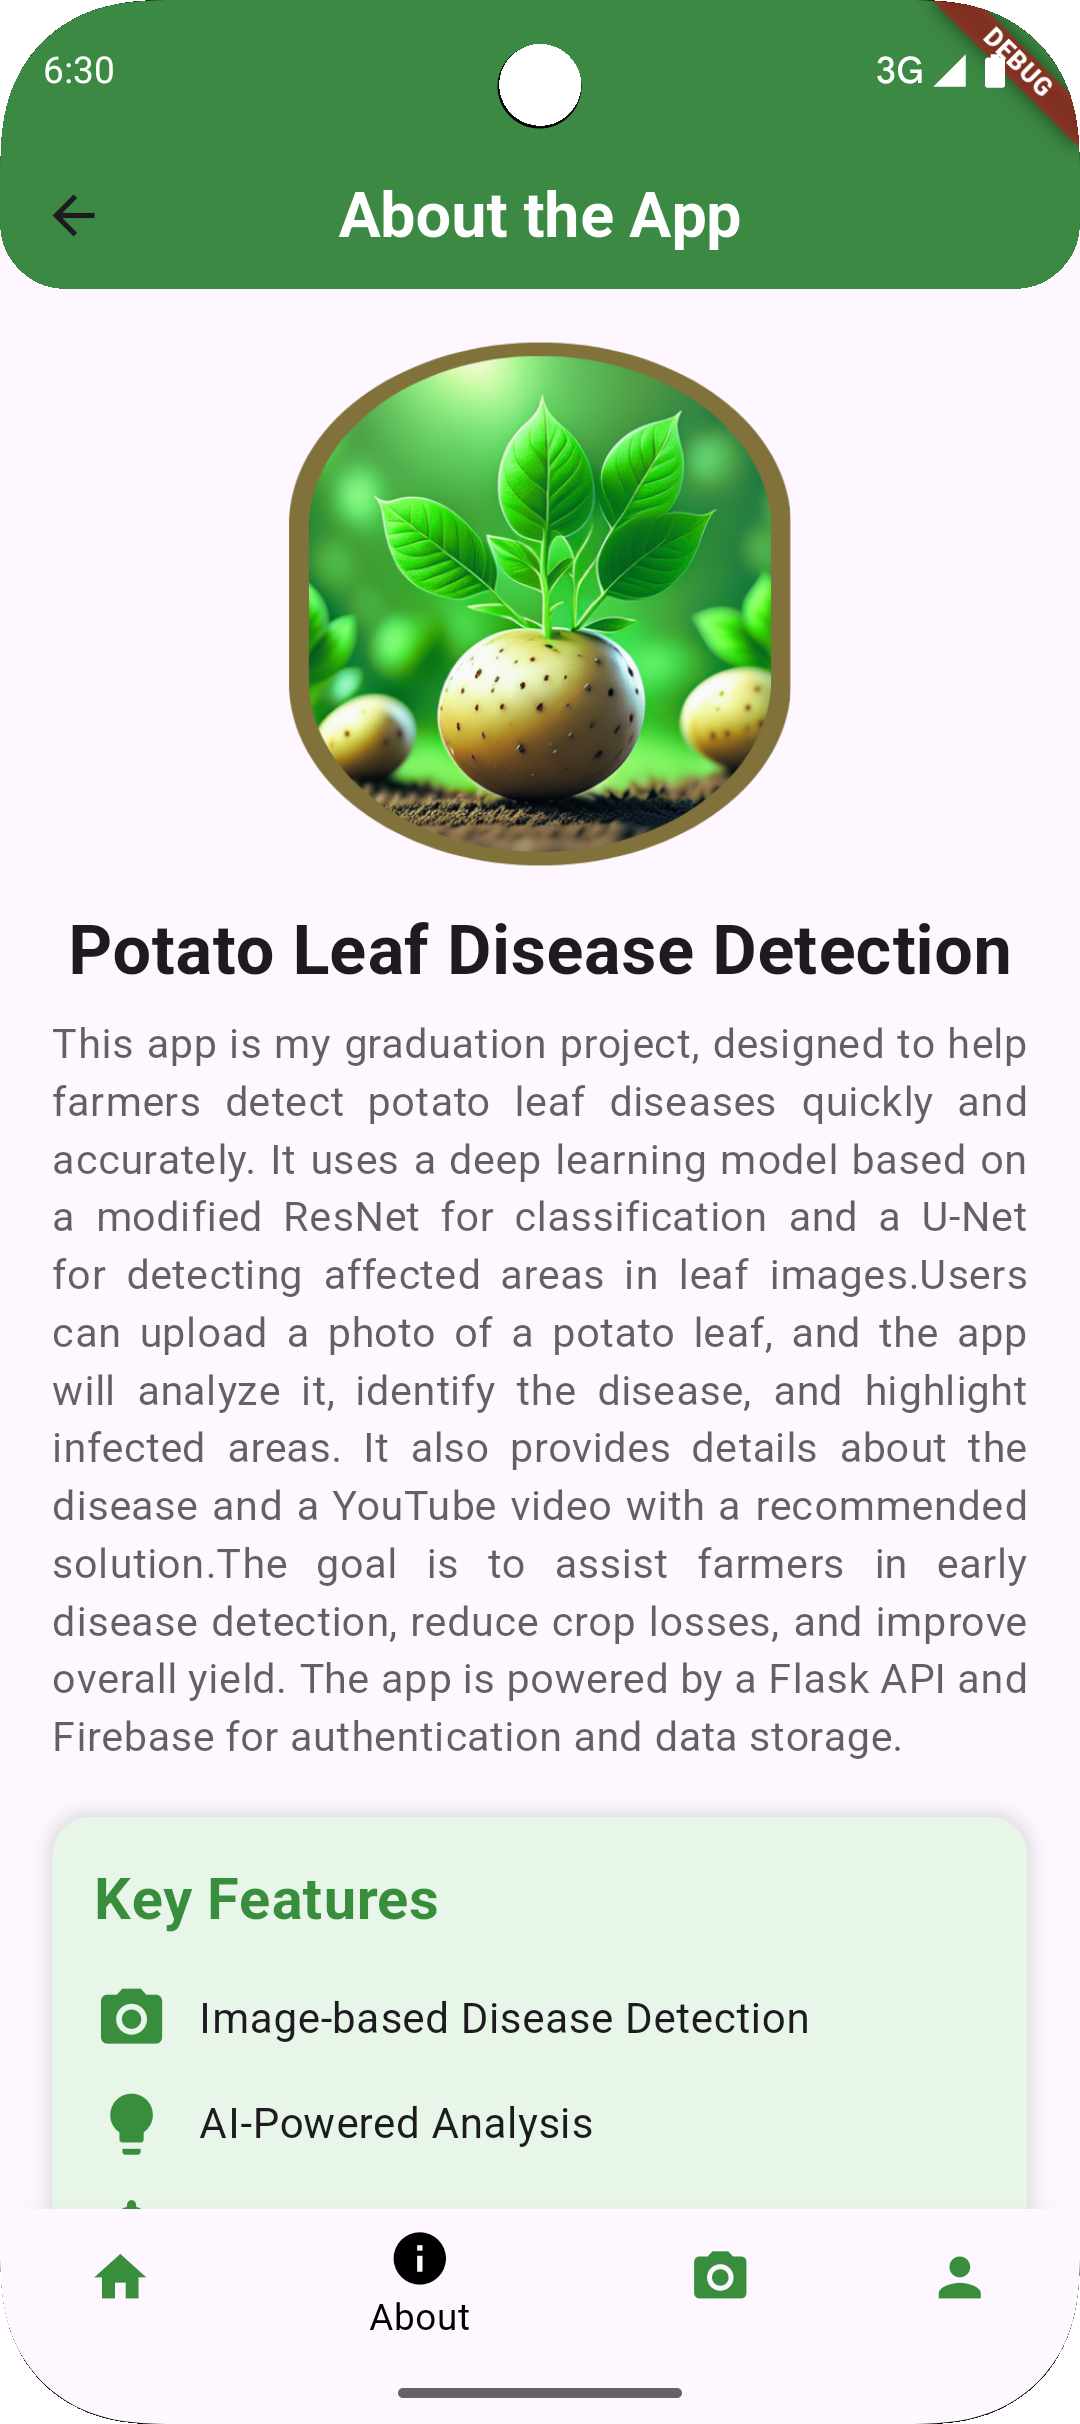 6:30
3G
DEBUG
About the App
Potato Leaf Disease Detection
This app is my graduation project, designed to help
farmers detect potato leaf diseases quickly and
accurately. It uses a deep learning model based on
a modified ResNet for classification and a U-Net
for detecting affected areas in leaf images.Users
can upload a photo of a potato leaf, and the app
will analyze it, identify the disease, and highlight
infected areas. It also provides details about the
disease and a YouTube video with a recommended
solution.The goal is to assist farmers in early
disease detection, reduce crop losses, and improve
overall yield. The app is powered by a Flask API and
Firebase for authentication and data storage.
Key Features
Image-based Disease Detection
AI-Powered Analysis
About